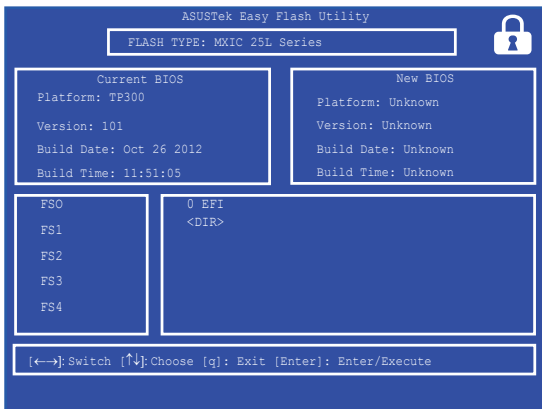 ASUSTek Easy Flash Utility
FLASH TYPE: MXIC 25L Series
Current BIOS
Platform: TP300
Version: 101
Build Date: Oct 26 2012
Build Time: 11:51:05
New BIOS
Platform: Unknown
Version: Unknown
Build Date: Unknown
Build Time: Unknown
FSO
FS1
FS2
FS3
FS4
0 EFI
<DIR>
[←→]: Switch [↑↓]: Choose [q]: Exit [Enter]: Enter/Execute